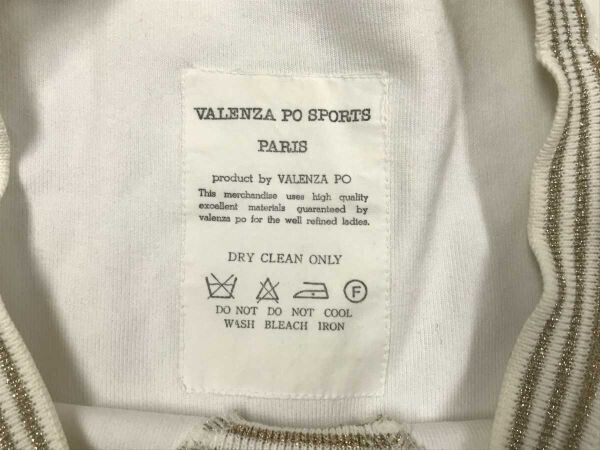 VALENZA PO SPORTS
PARIS
product by VALENZA PO
This merchandise uses high quality
excellent materials guaranteed by
valenza po for the well refined ladies.
DRY CLEAN ONLY
F
DO NOT DO NOT COOL
WASH BLEACH IRON